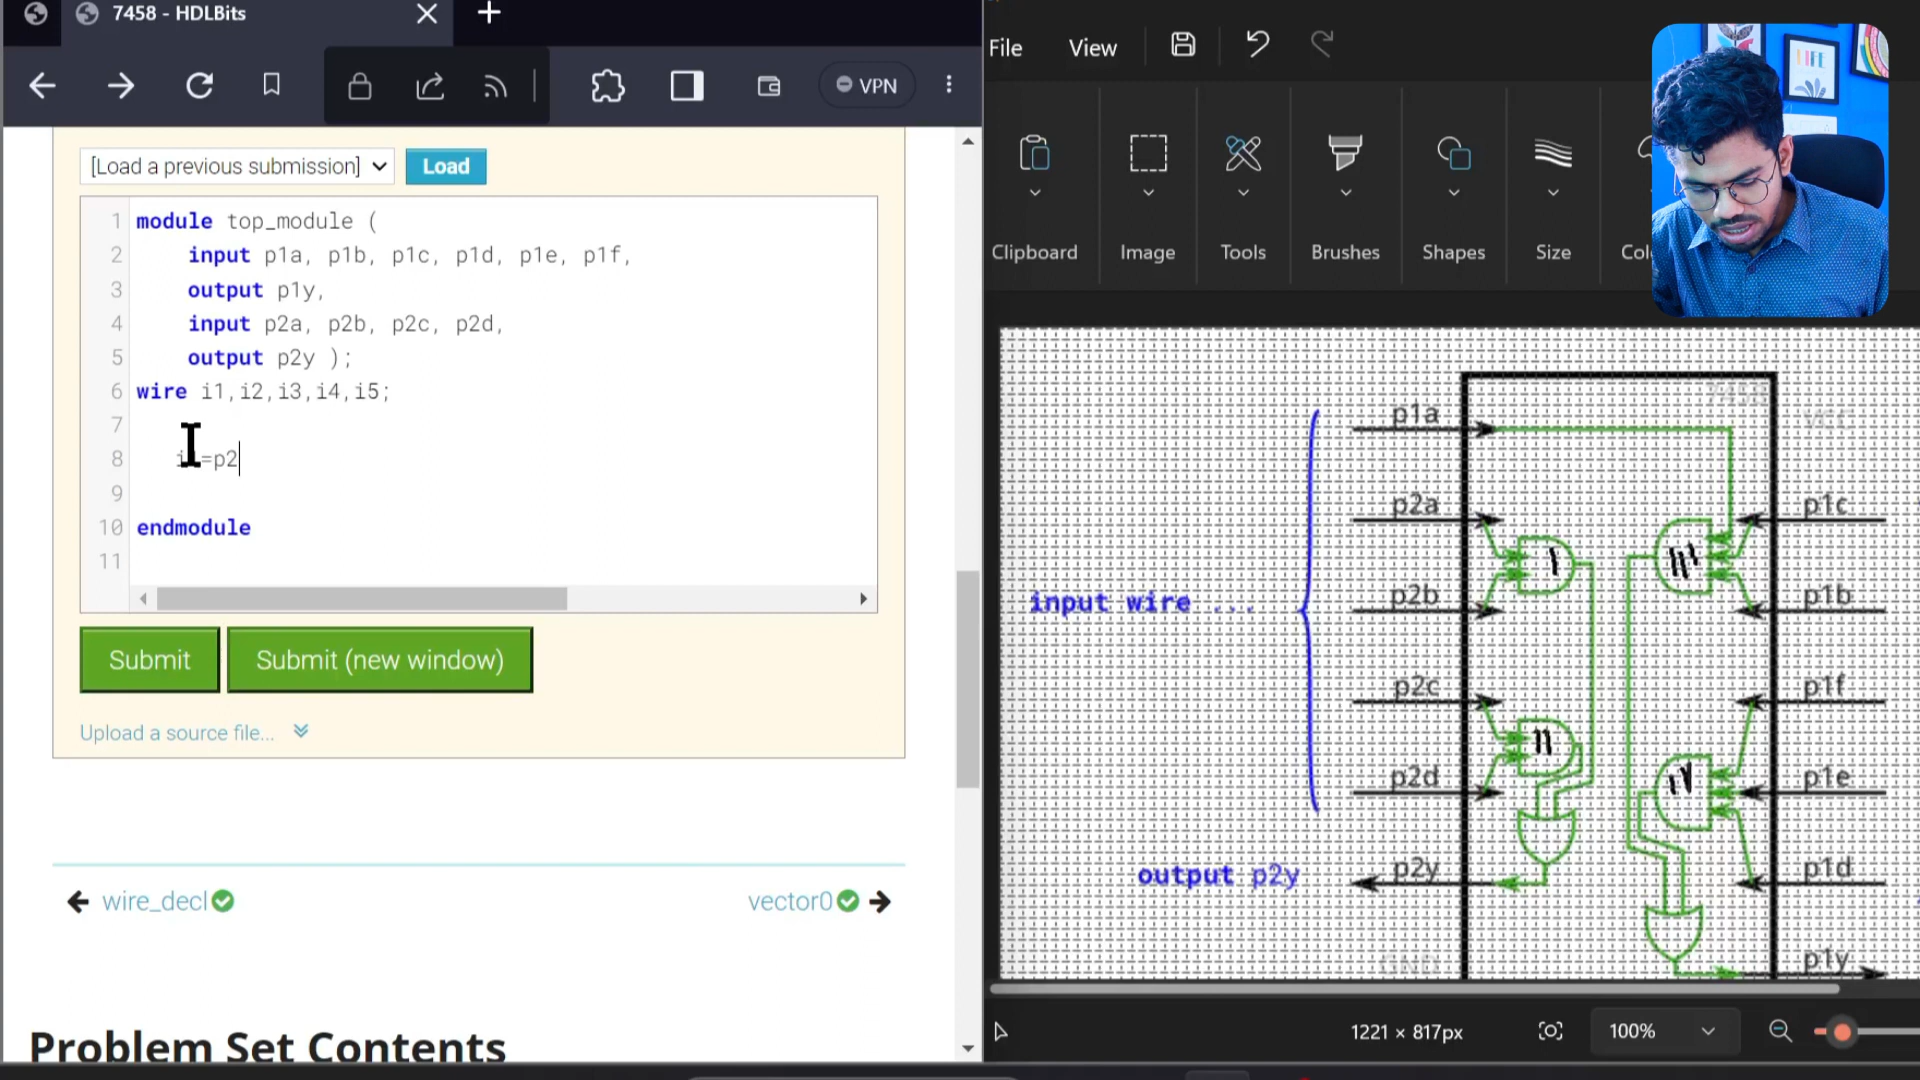 7458 - HDLBits
VPN
[Load a previous submission]
Load
1 module top_module (
2 input p1a, p1b, p1c, p1d, p1e, p1f,
3 output p1y,
4 input p2a, p2b, p2c, p2d,
5 output p2y );
6 wire i1,i2,i3,i4,i5;
7
8 =p2
9
10 endmodule
11
Submit
Submit (new window)
Upload a source file...
wire_decl
vector0
Problem Set Contents
File
View
Clipboard
Image
Tools
Brushes
Shapes
Size
LIFE
7458
VCC
p1a
p2a
p1c
p2b
p1b
input wire ...
p2c
p1f
p2d
p1e
p2y
p1d
output p2y
GND
p1y
1221 × 817px
100%